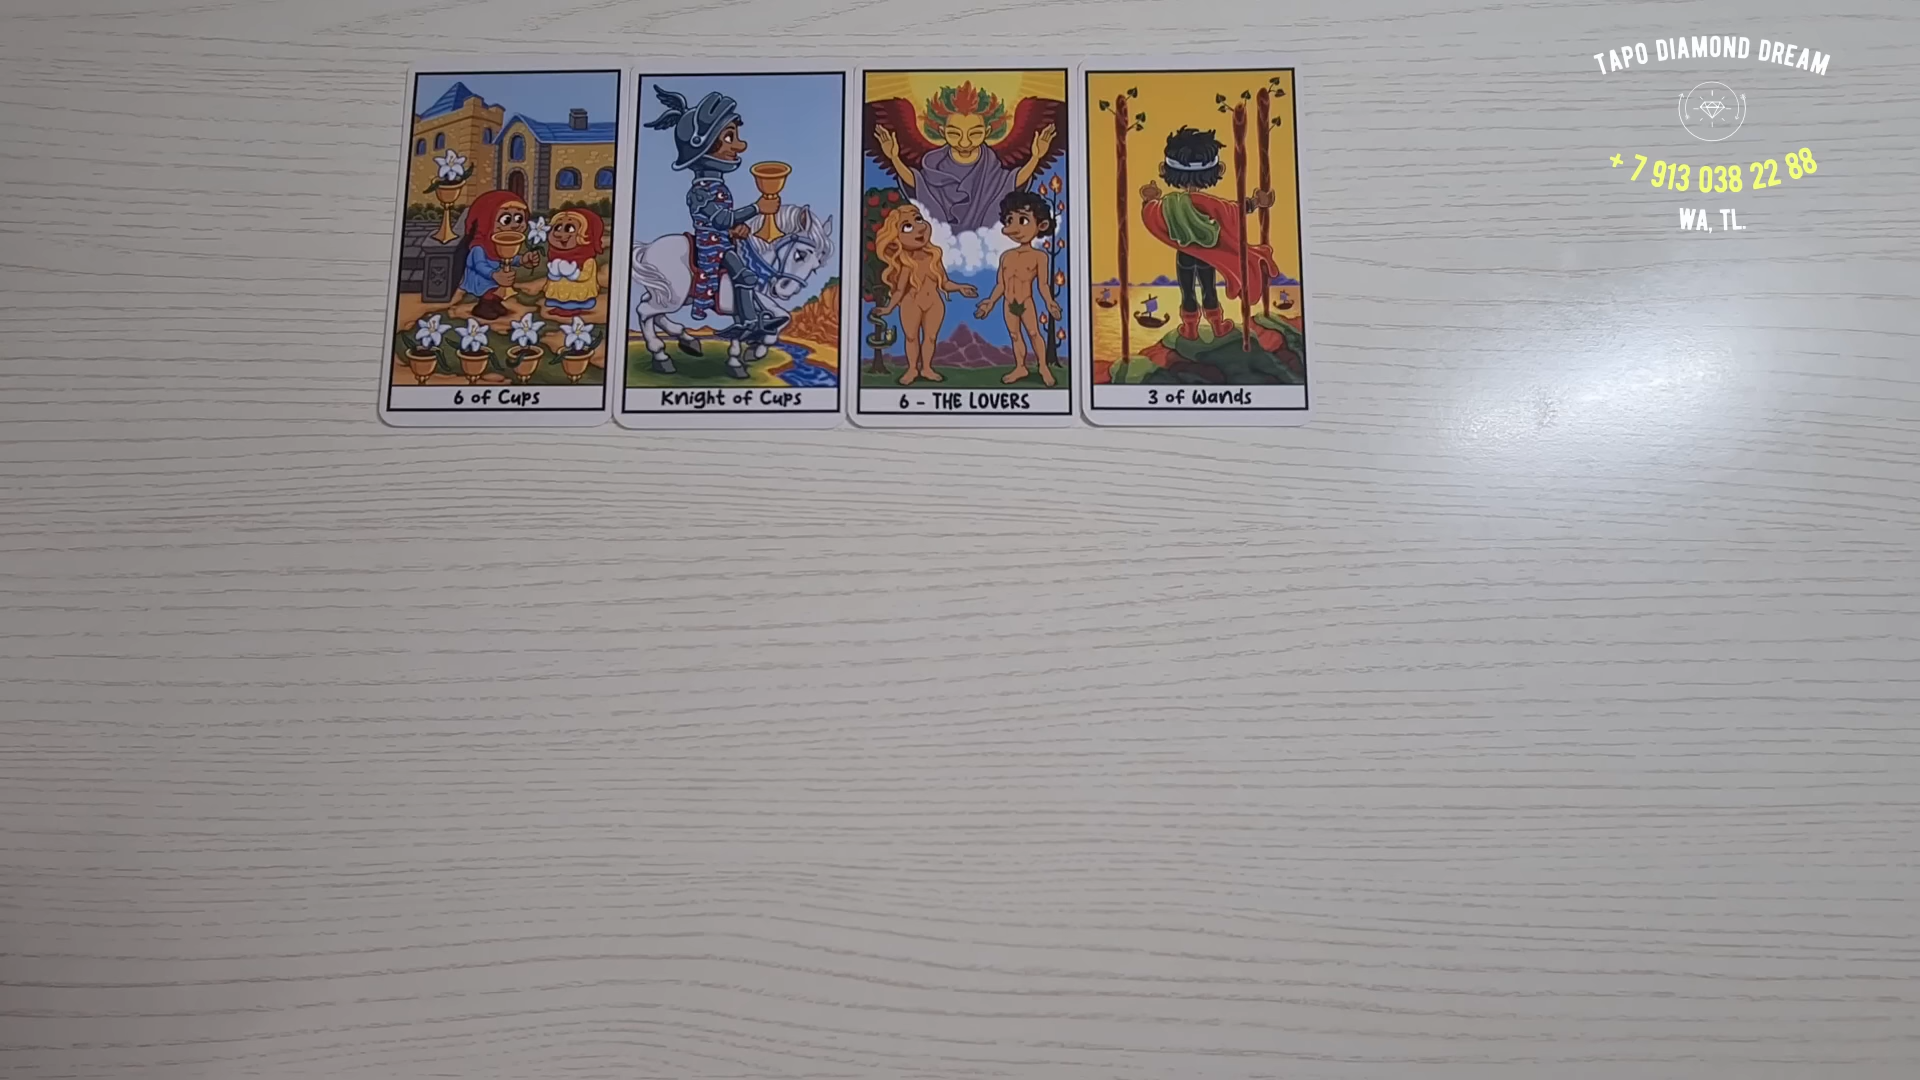 TAPO DIAMOND DREAM
+ 7 913 038 22 88
WA, TL.
6 of Cups
Knight of Cups
6 - THE LOVERS
3 of Wands